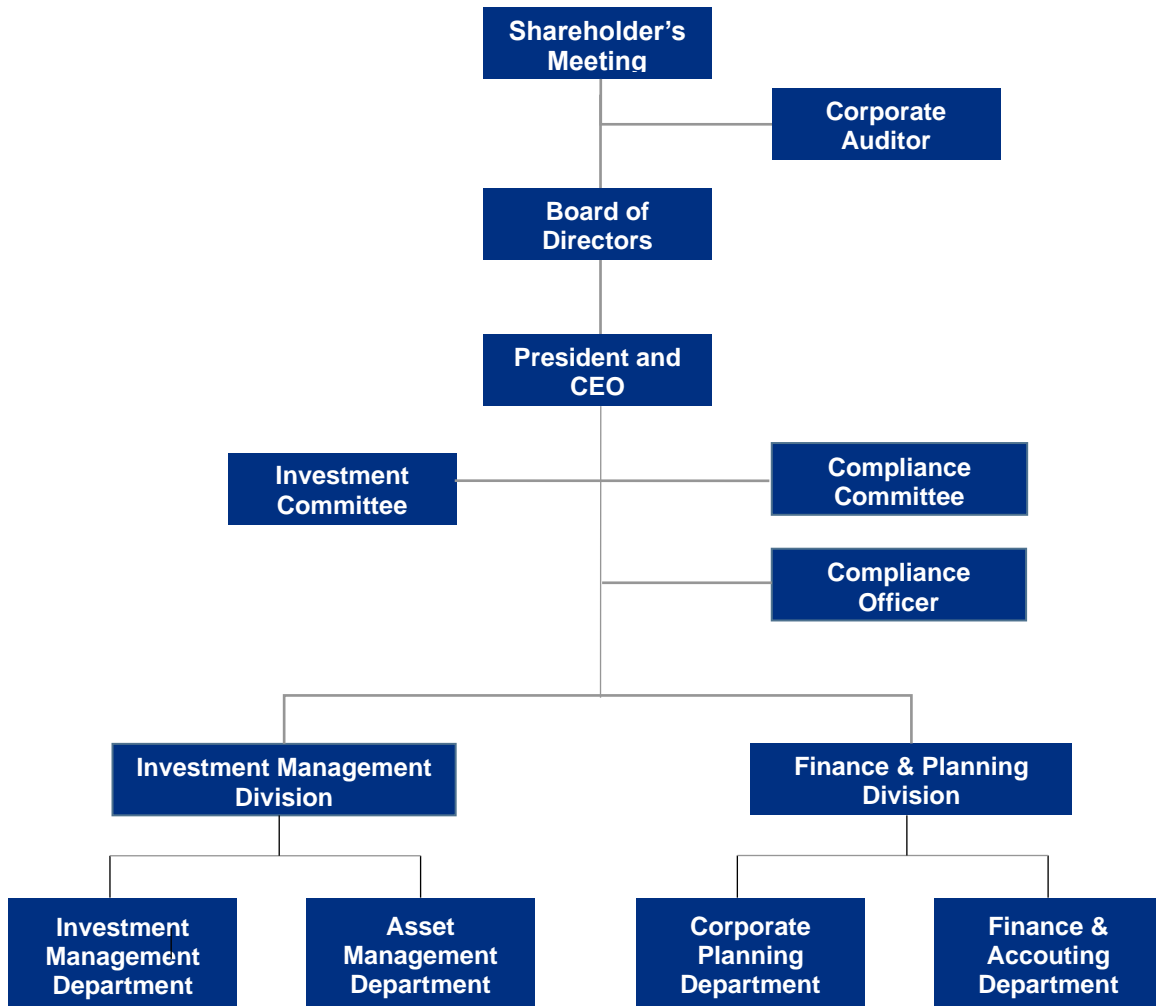 Shareholder’s
Meeting
Corporate
Auditor
Board of
Directors
President and
CEO
Investment
Committee
Compliance
Committee
Compliance
Officer
Investment Management
Division
Finance & Planning
Division
Investment
Management
Department
Asset
Management
Department
Corporate
Planning
Department
Finance &
Accouting
Department